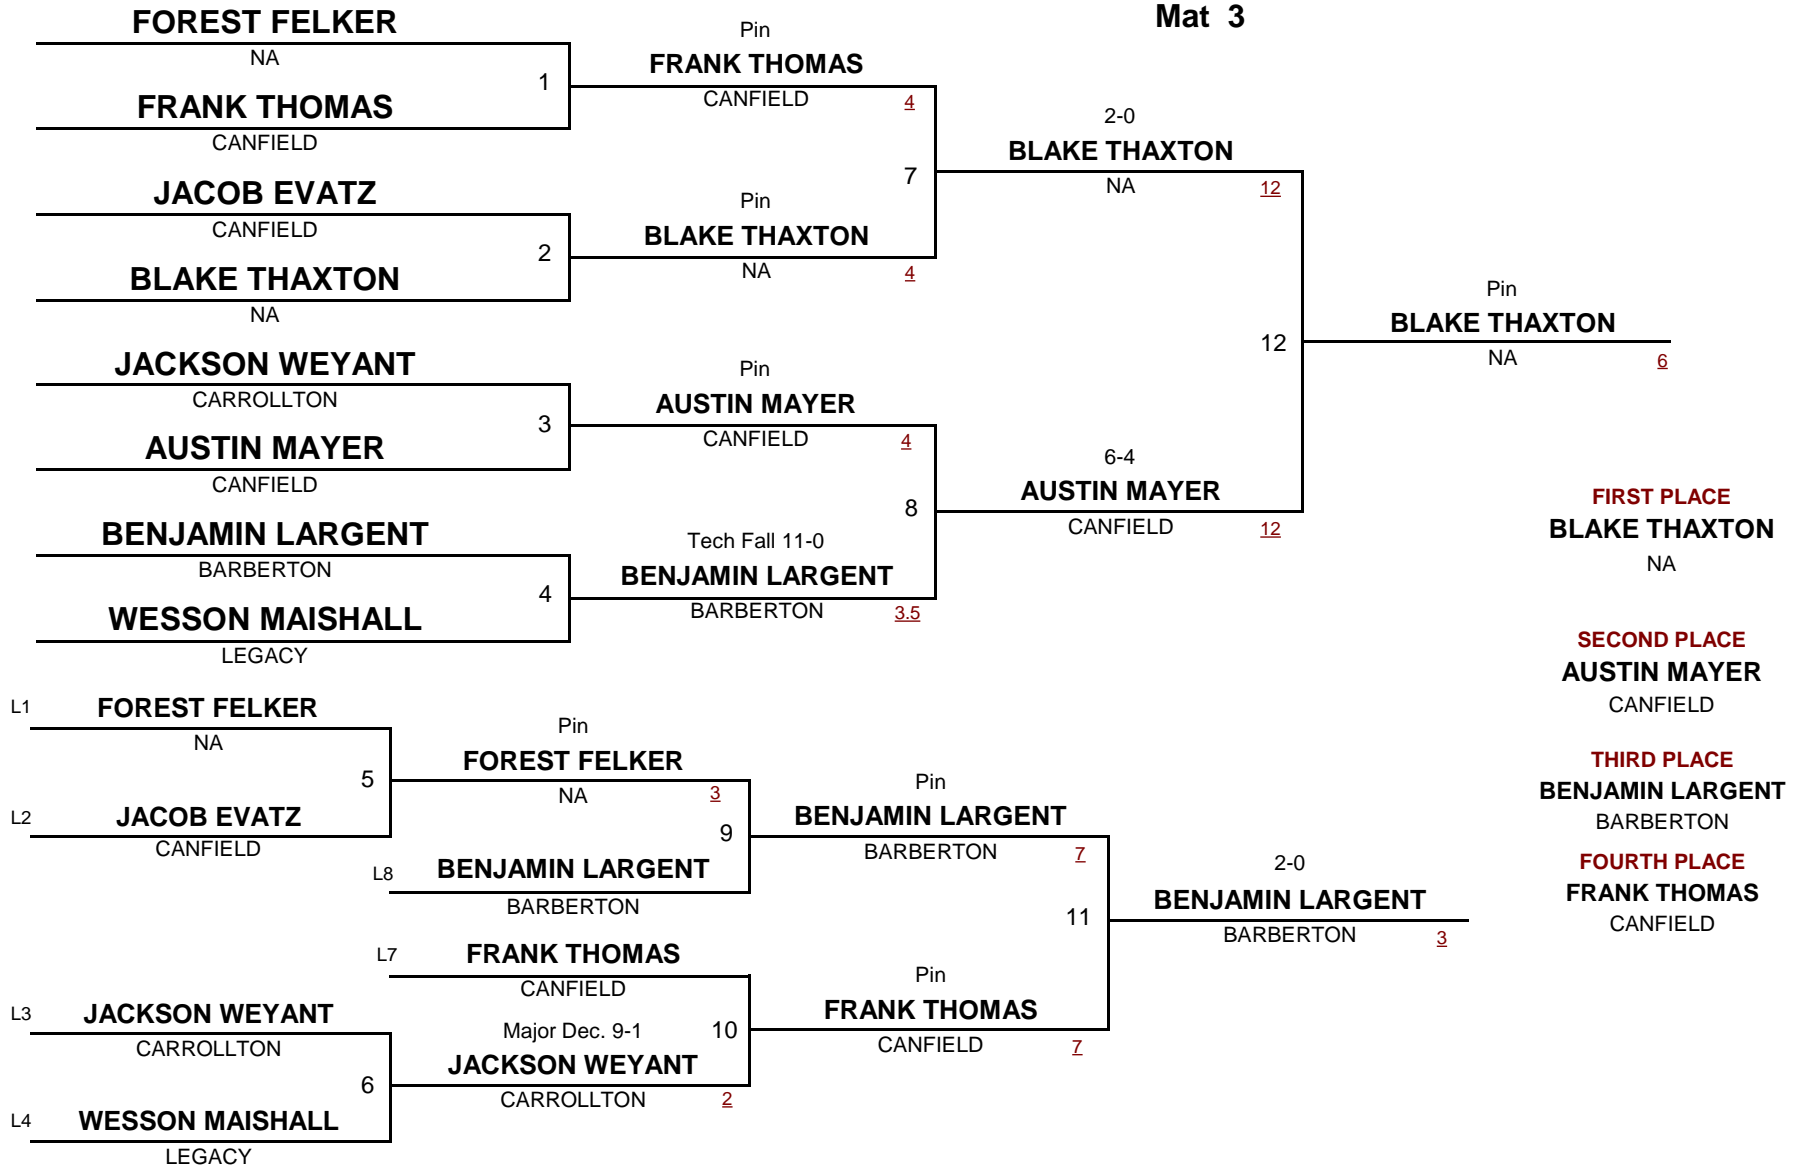 Mat 3
FOREST FELKER
NA
1
FRANK THOMAS
CANFIELD
JACOB EVATZ
CANFIELD
2
BLAKE THAXTON
NA
JACKSON WEYANT
CARROLLTON
3
AUSTIN MAYER
CANFIELD
BENJAMIN LARGENT
BARBERTON
4
WESSON MAISHALL
LEGACY
Pin
FRANK THOMAS
CANFIELD 4
7
Pin
BLAKE THAXTON
NA 4
Pin
AUSTIN MAYER
CANFIELD 4
8
Tech Fall 11-0
BENJAMIN LARGENT
BARBERTON 3.5
2-0
BLAKE THAXTON
NA 12
12
6-4
AUSTIN MAYER
CANFIELD 12
Pin
BLAKE THAXTON
NA 6
FIRST PLACE
BLAKE THAXTON
NA
SECOND PLACE
AUSTIN MAYER
CANFIELD
THIRD PLACE
BENJAMIN LARGENT
BARBERTON
FOURTH PLACE
FRANK THOMAS
CANFIELD
L1 FOREST FELKER
NA
5
L2 JACOB EVATZ
CANFIELD
Pin
FOREST FELKER
NA 3
9
L8 BENJAMIN LARGENT
BARBERTON
L7 FRANK THOMAS
CANFIELD
L3 JACKSON WEYANT
CARROLLTON
6
L4 WESSON MAISHALL
LEGACY
Major Dec. 9-1 10
JACKSON WEYANT
CARROLLTON 2
Pin
BENJAMIN LARGENT
BARBERTON 7
11
Pin
FRANK THOMAS
CANFIELD 7
2-0
BENJAMIN LARGENT
BARBERTON 3